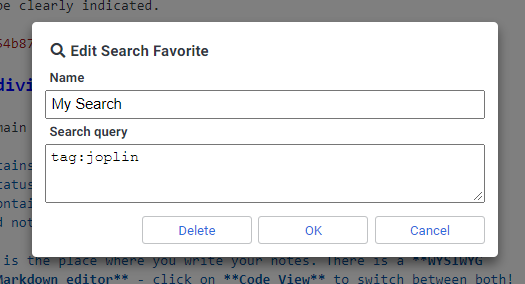 be clearly indicated.
64b87
Edit Search Favorite
divi
Name
My Search
main
Search query
tag:joplin
tains
tatus
ontai
d not
Delete OK Cancel
is the place where you write your notes. There is a **WYSIWYG
Markdown editor** - click on **Code View** to switch between both!